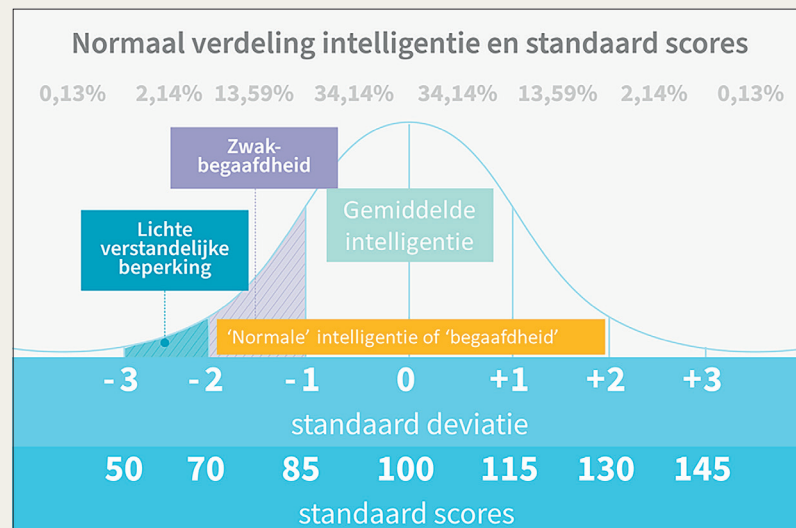 Normaal verdeling intelligentie en standaard scores
0,13% 2,14% 13,59% 34,14% 34,14% 13,59% 2,14% 0,13%
Zwak-
begaafdheid
Gemiddelde
intelligentie
Lichte
verstandelijke
beperking
‘Normale’ intelligentie of ‘begaafdheid’
-3 -2 -1 0 +1 +2 +3
standaard deviatie
50 70 85 100 115 130 145
standaard scores